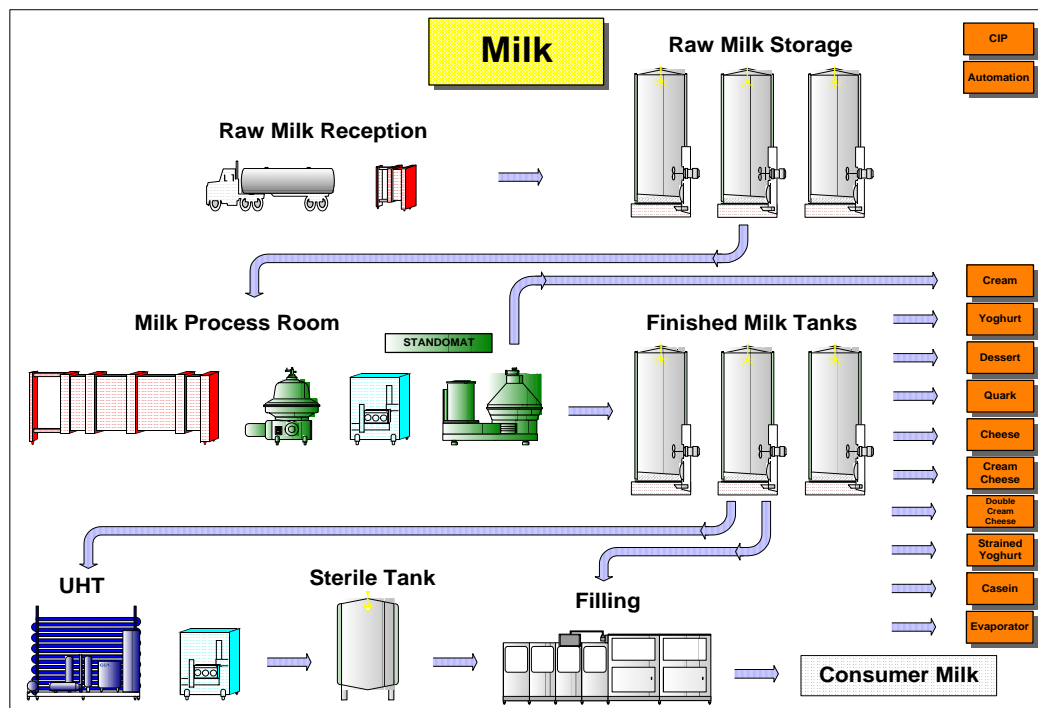 Milk
Raw Milk Storage
CIP
Automation
Raw Milk Reception
Cream
Milk Process Room
STANDOMAT
Finished Milk Tanks
Yoghurt
Dessert
Quark
Cheese
Cream
Cheese
Double
Cream
Cheese
Strained
Yoghurt
Casein
Evaporator
UHT
Sterile Tank
Filling
Consumer Milk